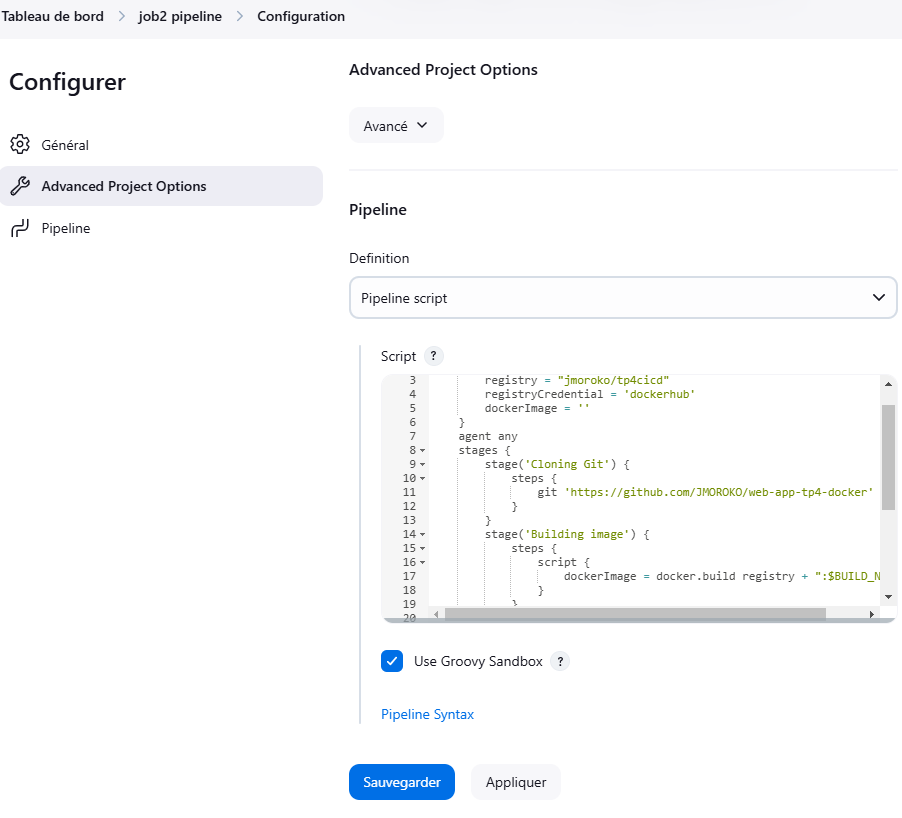 Tableau de bord > job2 pipeline > Configuration
Configurer
Général
Advanced Project Options
Pipeline
Advanced Project Options
Avancé
Pipeline
Definition
Pipeline script
Script ?
3 registry = "jmoroko/tp4cicd"
4 registryCredential = 'dockerhub'
5 dockerImage = ''
6 }
7 agent any
8 stages {
9 stage('Cloning Git') {
10 steps {
11 git 'https://github.com/JMOROKO/web-app-tp4-docker'
12 }
13 }
14 stage('Building image') {
15 steps {
16 script {
17 dockerImage = docker.build registry + ":$BUILD_N
18 }
19 }
20
Use Groovy Sandbox ?
Pipeline Syntax
Sauvegarder Appliquer